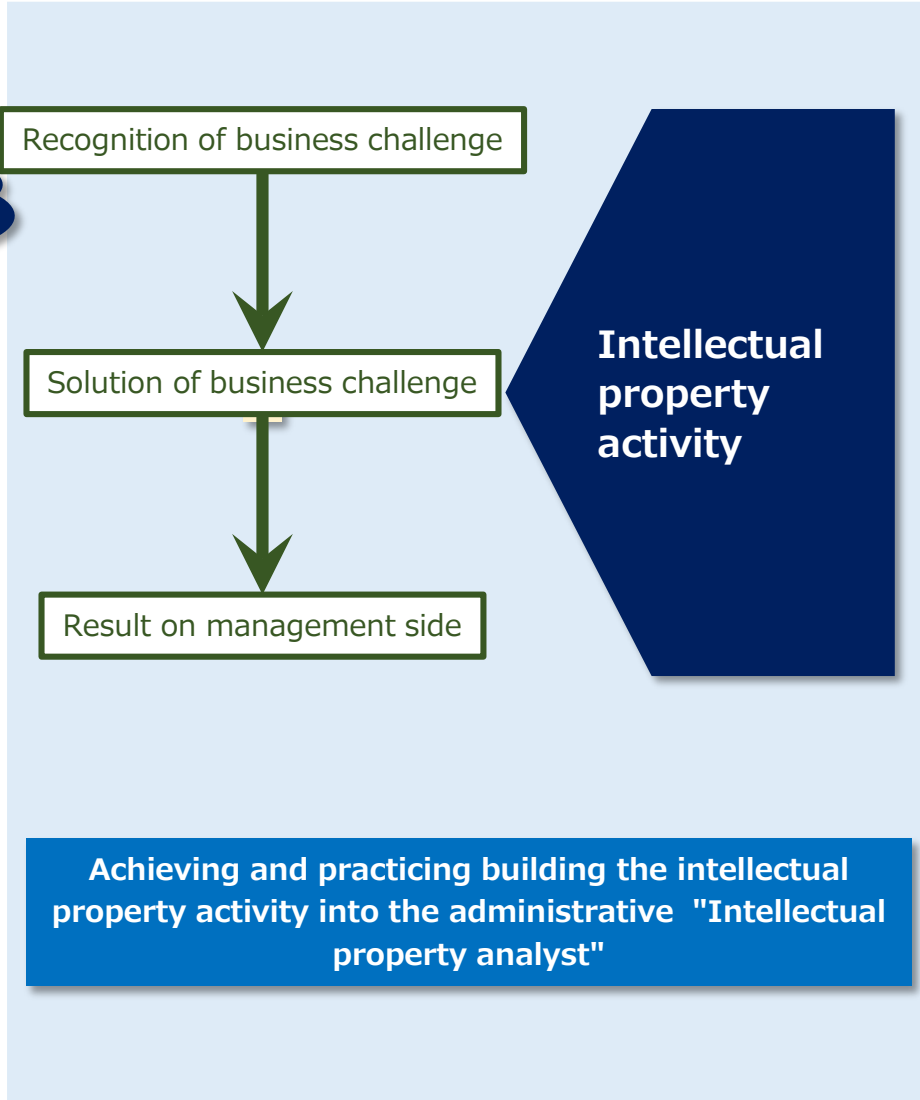 Recognition of business challenge
Solution of business challenge
Intellectual
property
activity
Result on management side
Achieving and practicing building the intellectual
property activity into the administrative  "Intellectual
property analyst"